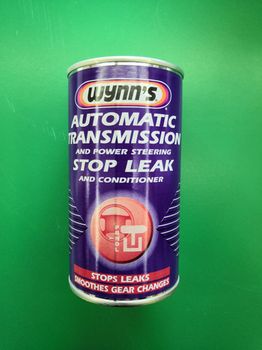 WYNN'S
AUTOMATIC
TRANSMISSION
AND POWER STEERING
STOP LEAK
AND CONDITIONER
STOPS LEAKS
SMOOTHES GEAR CHANGES